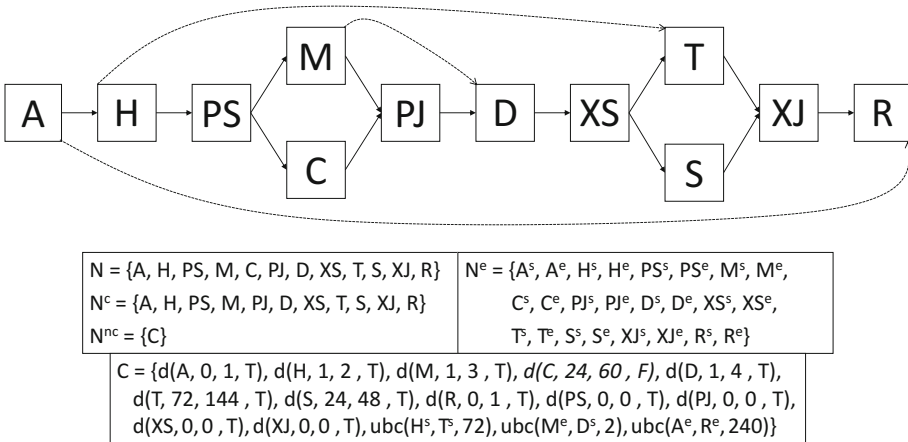 M
T
A
H
PS
PJ
D
XS
XJ
R
C
S
N = {A, H, PS, M, C, PJ, D, XS, T, S, XJ, R}
Nᶜ = {A, H, PS, M, PJ, D, XS, T, S, XJ, R}
Nⁿᶜ = {C}
Nᵉ = {Aˢ, Aᵉ, Hˢ, Hᵉ, PSˢ, PSᵉ, Mˢ, Mᵉ,
Cˢ, Cᵉ, PJˢ, PJᵉ, Dˢ, Dᵉ, XSˢ, XSᵉ,
Tˢ, Tᵉ, Sˢ, Sᵉ, XJˢ, XJᵉ, Rˢ, Rᵉ}
C = {d(A, 0, 1, T), d(H, 1, 2 , T), d(M, 1, 3 , T), d(C, 24, 60 , F), d(D, 1, 4 , T),
d(T, 72, 144 , T), d(S, 24, 48 , T), d(R, 0, 1 , T), d(PS, 0, 0 , T), d(PJ, 0, 0 , T),
d(XS, 0, 0 , T), d(XJ, 0, 0 , T), ubc(Hˢ, Tˢ, 72), ubc(Mᵉ, Dˢ, 2), ubc(Aᵉ, Rᵉ, 240)}